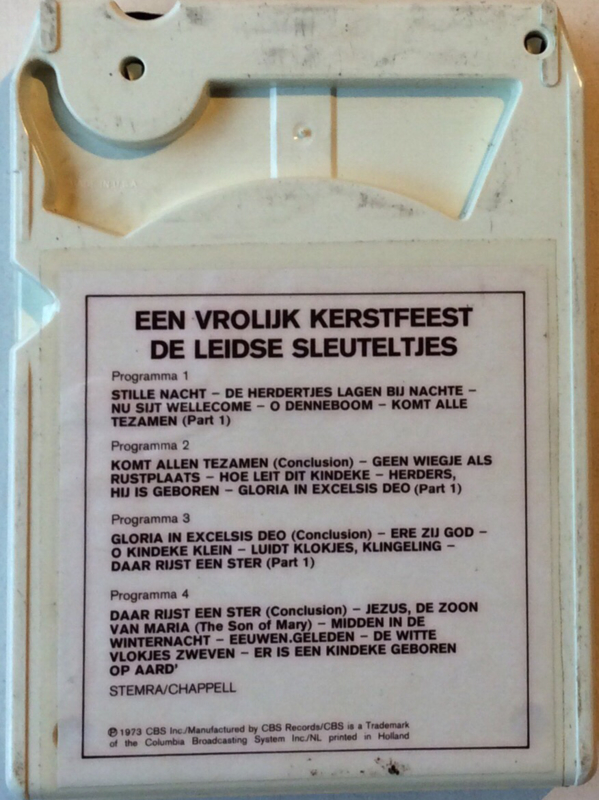 EEN VROLIJK KERSTFEEST
DE LEIDSE SLEUTELTJES
Programma 1
STILLE NACHT – DE HERDERTJES LAGEN BIJ NACHTE –
NU SIJT WELLECOME – O DENNEBOOM – KOMT ALLE
TEZAMEN (Part 1)
Programma 2
KOMT ALLEN TEZAMEN (Conclusion) – GEEN WIEGJE ALS
RUSTPLAATS – HOE LEIT DIT KINDEKE – HERDERS,
HIJ IS GEBOREN – GLORIA IN EXCELSIS DEO (Part 1)
Programma 3
GLORIA IN EXCELSIS DEO (Conclusion) – ERE ZIJ GOD –
O KINDEKE KLEIN – LUIDT KLOKJES, KLINGELING –
DAAR RIJST EEN STER (Part 1)
Programma 4
DAAR RIJST EEN STER (Conclusion) – JEZUS, DE ZOON
VAN MARIA (The Son of Mary) – MIDDEN IN DE
WINTERNACHT – EEUWEN.GELEDEN – DE WITTE
VLOKJES ZWEVEN – ER IS EEN KINDEKE GEBOREN
OP AARD'
STEMRA/CHAPPELL
℗ 1973 CBS Inc./Manufactured by CBS Records/CBS is a Trademark
of the Columbia Broadcasting System Inc./NL printed in Holland